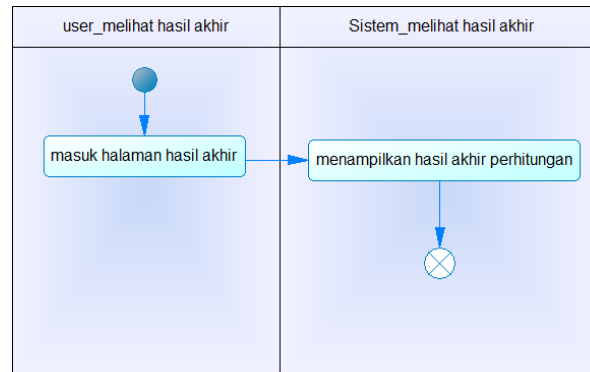 user_melihat hasil akhir
Sistem_melihat hasil akhir
masuk halaman hasil akhir
menampilkan hasil akhir perhitungan